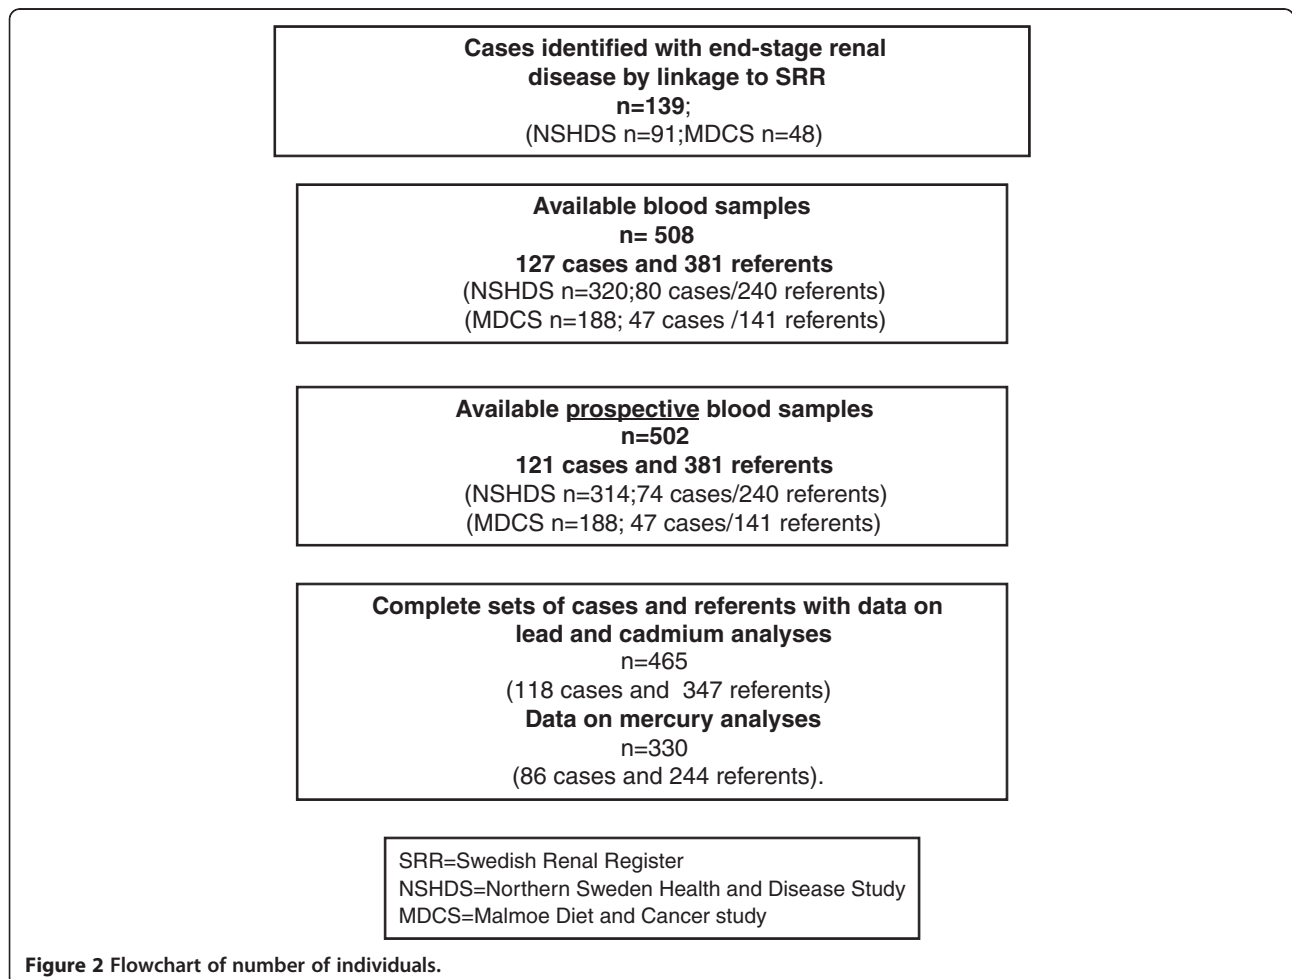 Cases identified with end-stage renal
disease by linkage to SRR
n=139;
(NSHDS n=91;MDCS n=48)
Available blood samples
n= 508
127 cases and 381 referents
(NSHDS n=320;80 cases/240 referents)
(MDCS n=188; 47 cases /141 referents)
Available prospective blood samples
n=502
121 cases and 381 referents
(NSHDS n=314;74 cases/240 referents)
(MDCS n=188; 47 cases/141 referents)
Complete sets of cases and referents with data on
lead and cadmium analyses
n=465
(118 cases and  347 referents)
Data on mercury analyses
n=330
(86 cases and 244 referents).
SRR=Swedish Renal Register
NSHDS=Northern Sweden Health and Disease Study
MDCS=Malmoe Diet and Cancer study
Figure 2 Flowchart of number of individuals.